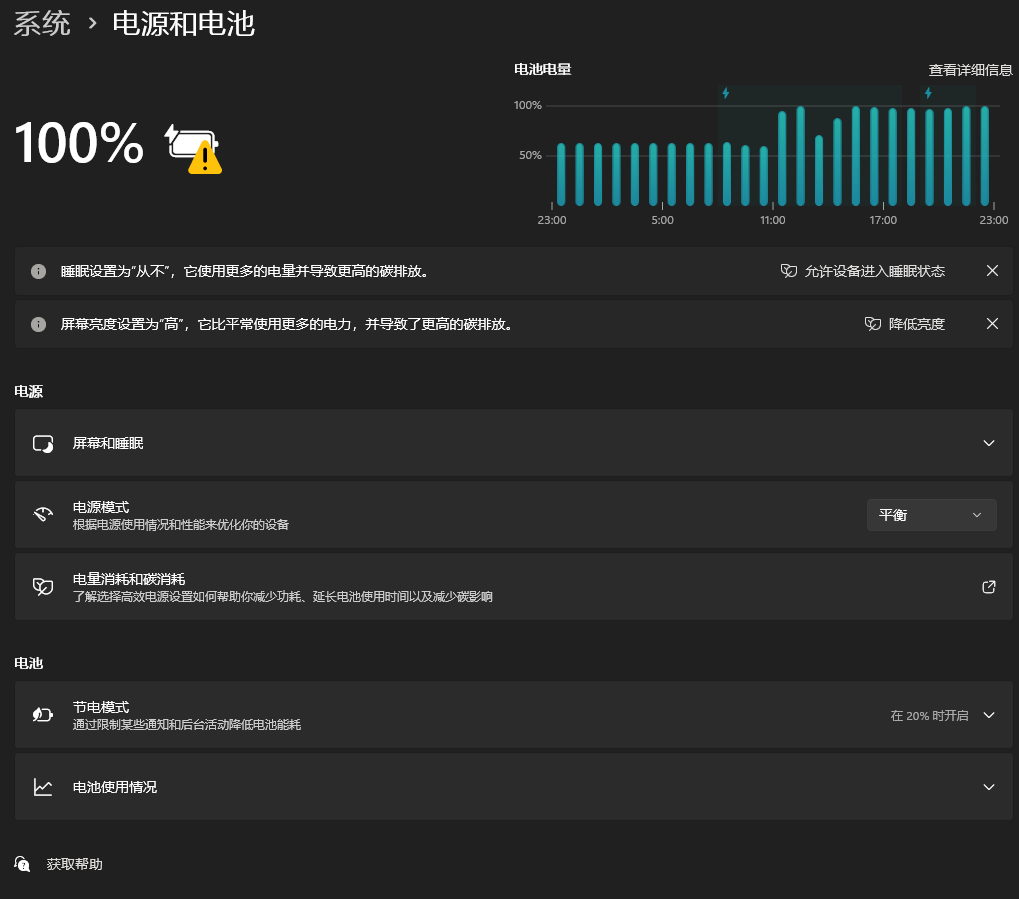 系统 › 电源和电池
电池电量
查看详细信息
100%
100%
50%
23:00 5:00 11:00 17:00 23:00
睡眠设置为"从不"，它使用更多的电量并导致更高的碳排放。
允许设备进入睡眠状态
屏幕亮度设置为"高"，它比平常使用更多的电力，并导致了更高的碳排放。
降低亮度
电源
屏幕和睡眠
电源模式
根据电源使用情况和性能来优化你的设备
平衡
电量消耗和碳消耗
了解选择高效电源设置如何帮助你减少功耗、延长电池使用时间以及减少碳影响
电池
节电模式
通过限制某些通知和后台活动降低电池能耗
在 20% 时开启
电池使用情况
获取帮助